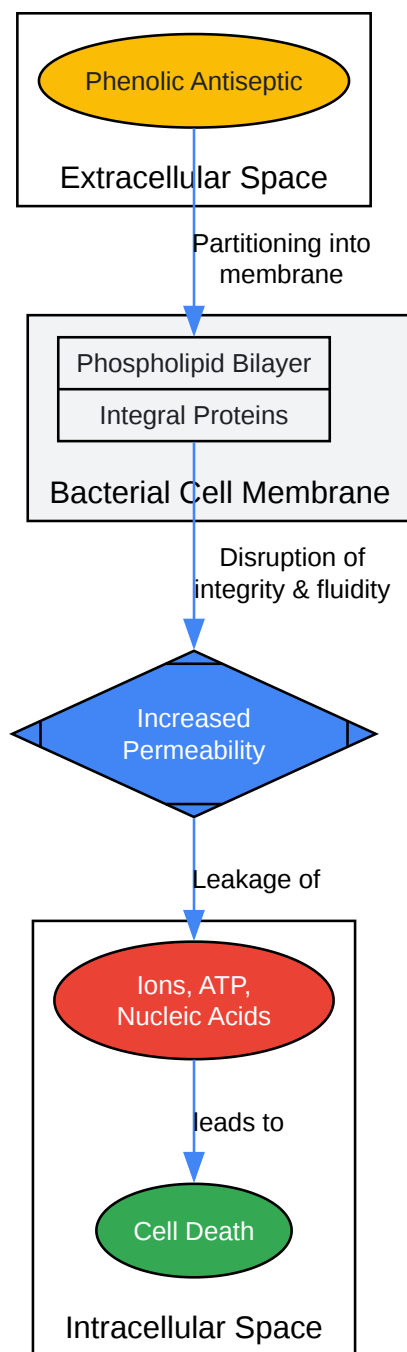 Phenolic Antiseptic
Extracellular Space
Partitioning into
membrane
Phospholipid Bilayer
Integral Proteins
Bacterial Cell Membrane
Disruption of
integrity & fluidity
Increased
Permeability
Leakage of
Ions, ATP,
Nucleic Acids
leads to
Cell Death
Intracellular Space